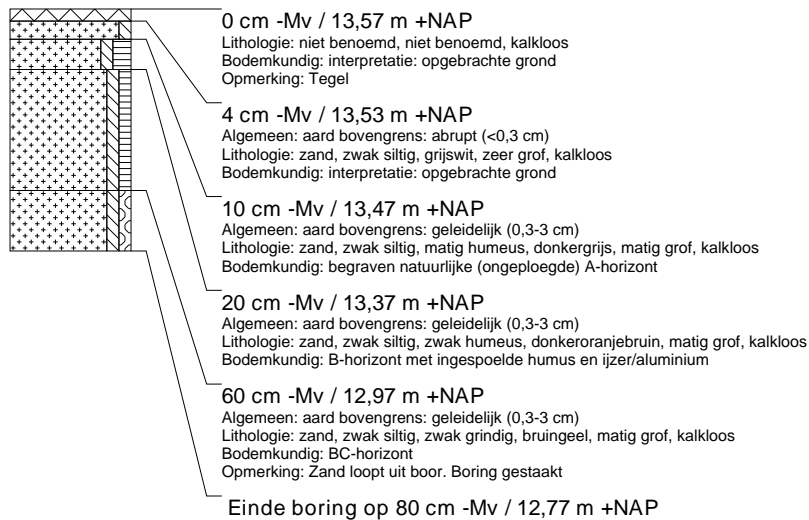 0 cm -Mv / 13,57 m +NAP
Lithologie: niet benoemd, niet benoemd, kalkloos
Bodemkundig: interpretatie: opgebrachte grond
Opmerking: Tegel
4 cm -Mv / 13,53 m +NAP
Algemeen: aard bovengrens: abrupt (<0,3 cm)
Lithologie: zand, zwak siltig, grijswit, zeer grof, kalkloos
Bodemkundig: interpretatie: opgebrachte grond
10 cm -Mv / 13,47 m +NAP
Algemeen: aard bovengrens: geleidelijk (0,3-3 cm)
Lithologie: zand, zwak siltig, matig humeus, donkergrijs, matig grof, kalkloos
Bodemkundig: begraven natuurlijke (ongeploegde) A-horizont
20 cm -Mv / 13,37 m +NAP
Algemeen: aard bovengrens: geleidelijk (0,3-3 cm)
Lithologie: zand, zwak siltig, zwak humeus, donkeroranjebruin, matig grof, kalkloos
Bodemkundig: B-horizont met ingespoelde humus en ijzer/aluminium
60 cm -Mv / 12,97 m +NAP
Algemeen: aard bovengrens: geleidelijk (0,3-3 cm)
Lithologie: zand, zwak siltig, zwak grindig, bruingeel, matig grof, kalkloos
Bodemkundig: BC-horizont
Opmerking: Zand loopt uit boor. Boring gestaakt
Einde boring op 80 cm -Mv / 12,77 m +NAP